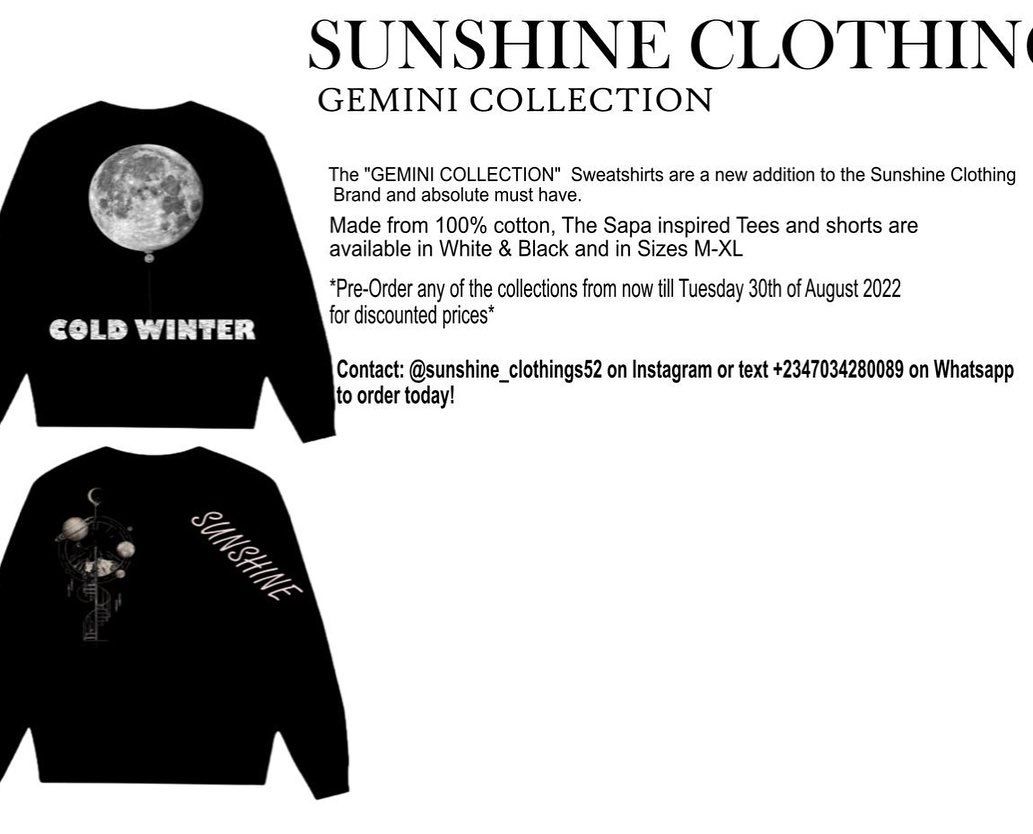 SUNSHINE CLOTHIN
GEMINI COLLECTION
The "GEMINI COLLECTION" Sweatshirts are a new addition to the Sunshine Clothing
Brand and absolute must have.
Made from 100% cotton, The Sapa inspired Tees and shorts are
available in White & Black and in Sizes M-XL
*Pre-Order any of the collections from now till Tuesday 30th of August 2022
for discounted prices*
Contact: @sunshine_clothings52 on Instagram or text +2347034280089 on Whatsapp
to order today!
COLD WINTER
SUNSHINE